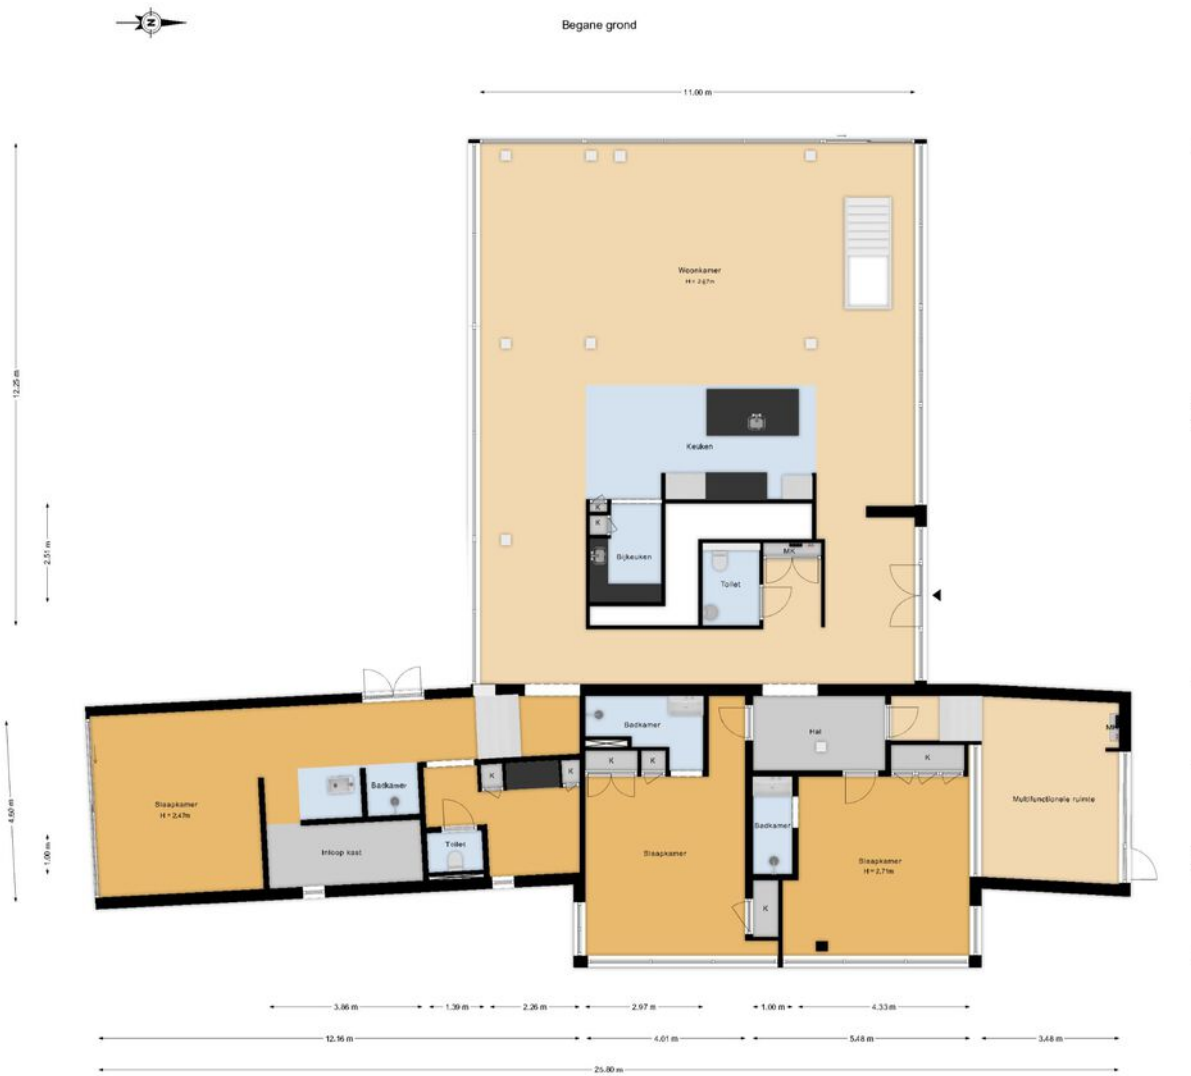 N
Begane grond
11.00 m
Woonkamer
H = 2.67m
12.25 m
Keuken
K
K
2.51 m
Bijkeuken
MK
Toilet
Badkamer
Hal
K
K
K
K
K
Slaapkamer
H = 2,47m
Badkamer
Multifunctionele ruimte
4.60 m
1.00 m
Inloop kast
Toilet
Slaapkamer
Badkamer
Slaapkamer
H = 2,71m
K
3.86 m
1.39 m
2.26 m
2.97 m
1.00 m
4.33 m
12.16 m
4.01 m
5.48 m
3.48 m
25.80 m